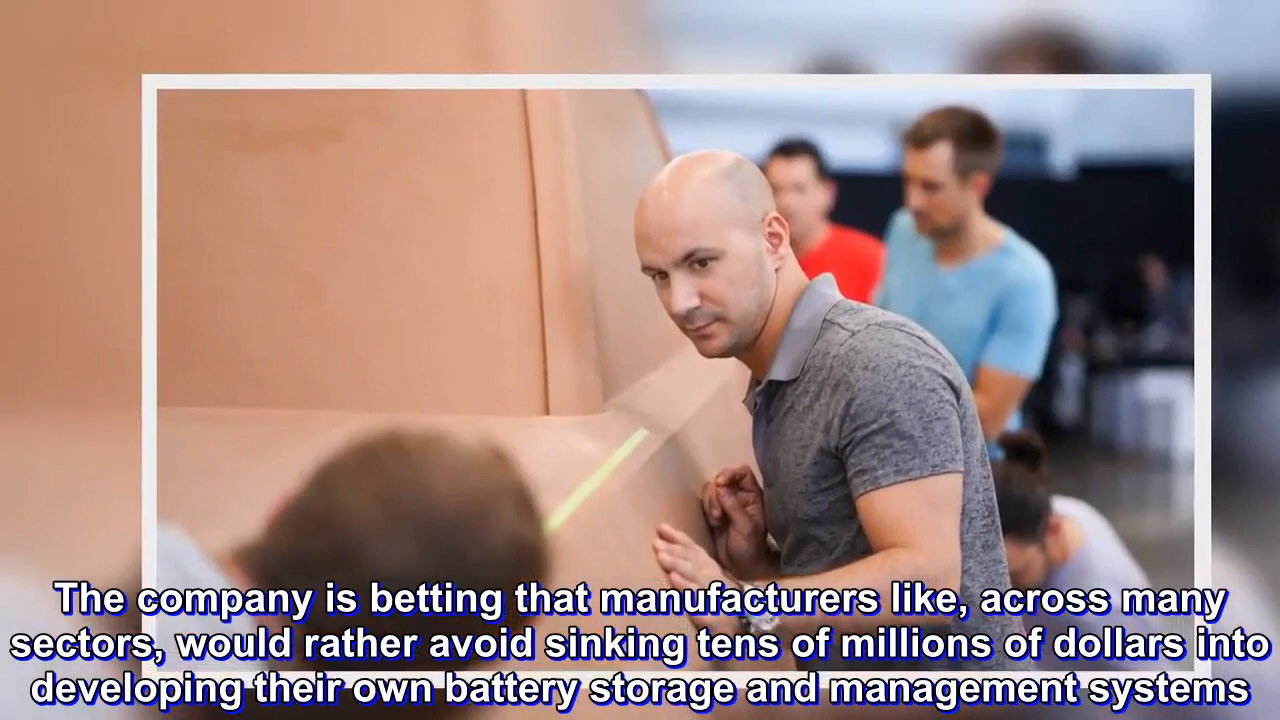 The company is betting that manufacturers like, across many
sectors, would rather avoid sinking tens of millions of dollars into
developing their own battery storage and management systems